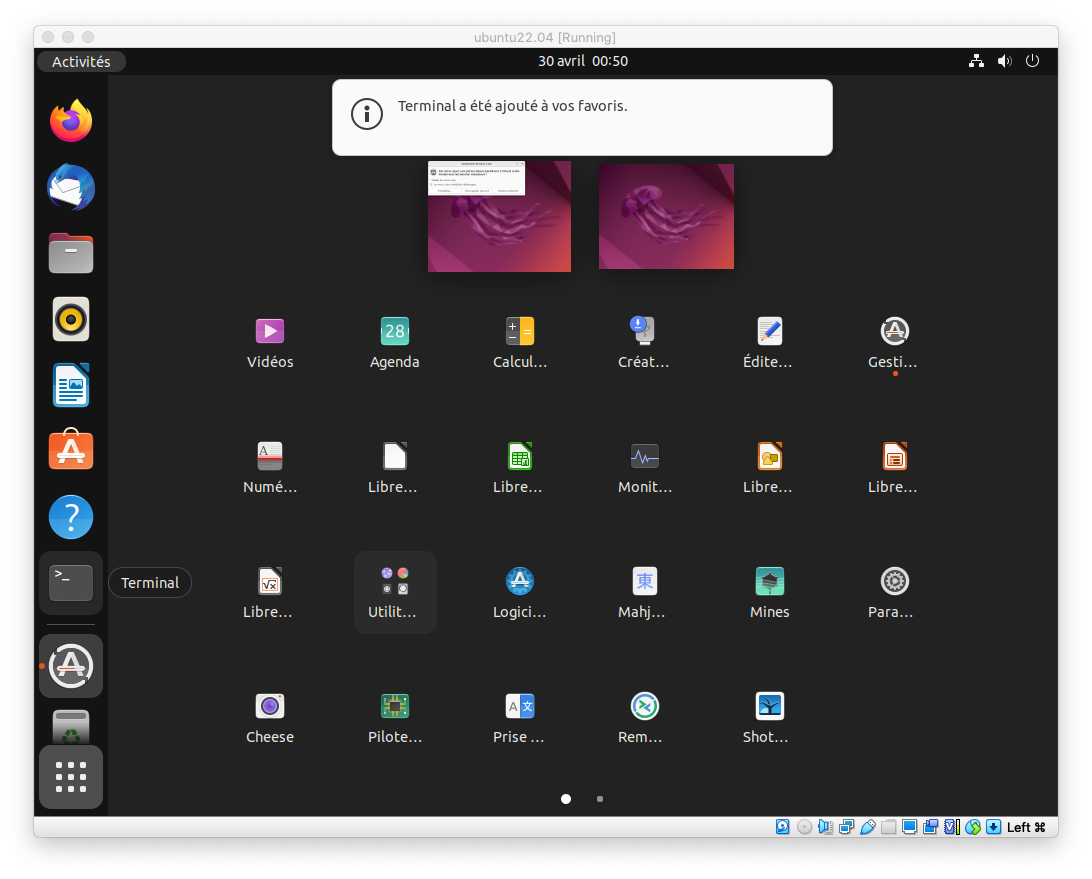 ubuntu22.04 [Running]
Activités
30 avril 00:50
Terminal a été ajouté à vos favoris.
Vidéos
28
Agenda
Calcul…
Créat…
Édite…
Gesti…
Numé…
Libre…
Libre…
Monit…
Libre…
Libre…
>_
Terminal
Libre…
Utilit…
Logici…
Mahj…
Mines
Para…
Cheese
Pilote…
Prise …
Rem…
Shot…
Left ⌘